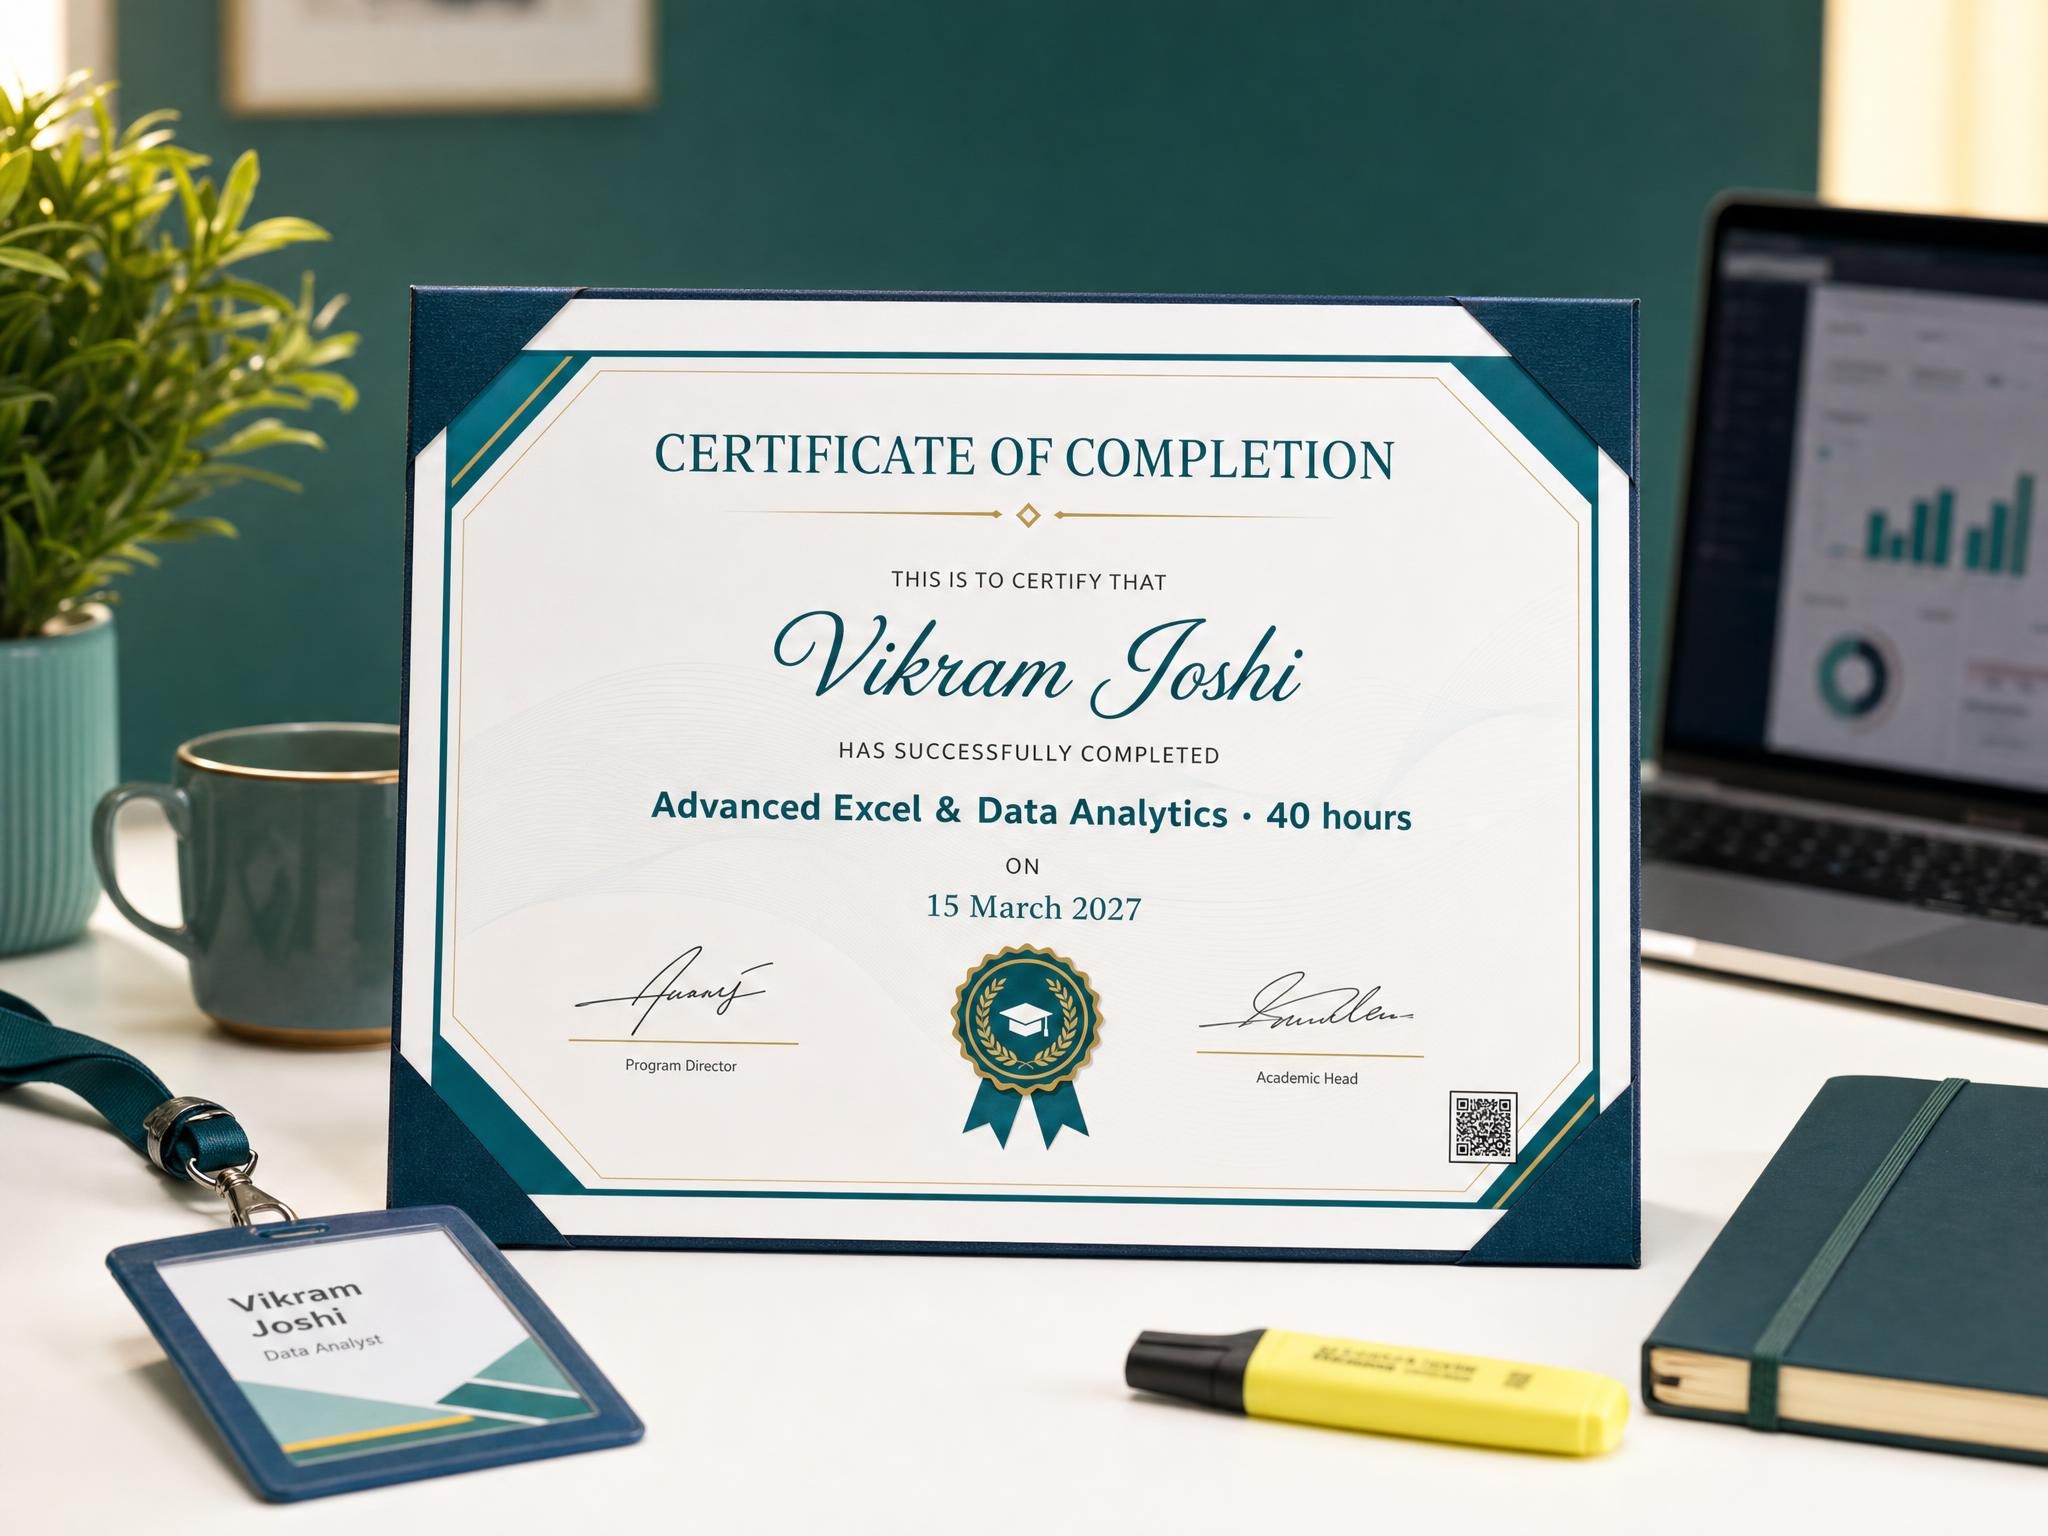 CERTIFICATE OF COMPLETION
THIS IS TO CERTIFY THAT
Vikram Joshi
HAS SUCCESSFULLY COMPLETED
Advanced Excel & Data Analytics • 40 hours
ON
15 March 2027
Program Director
Academic Head
Vikram
Joshi
Data Analyst